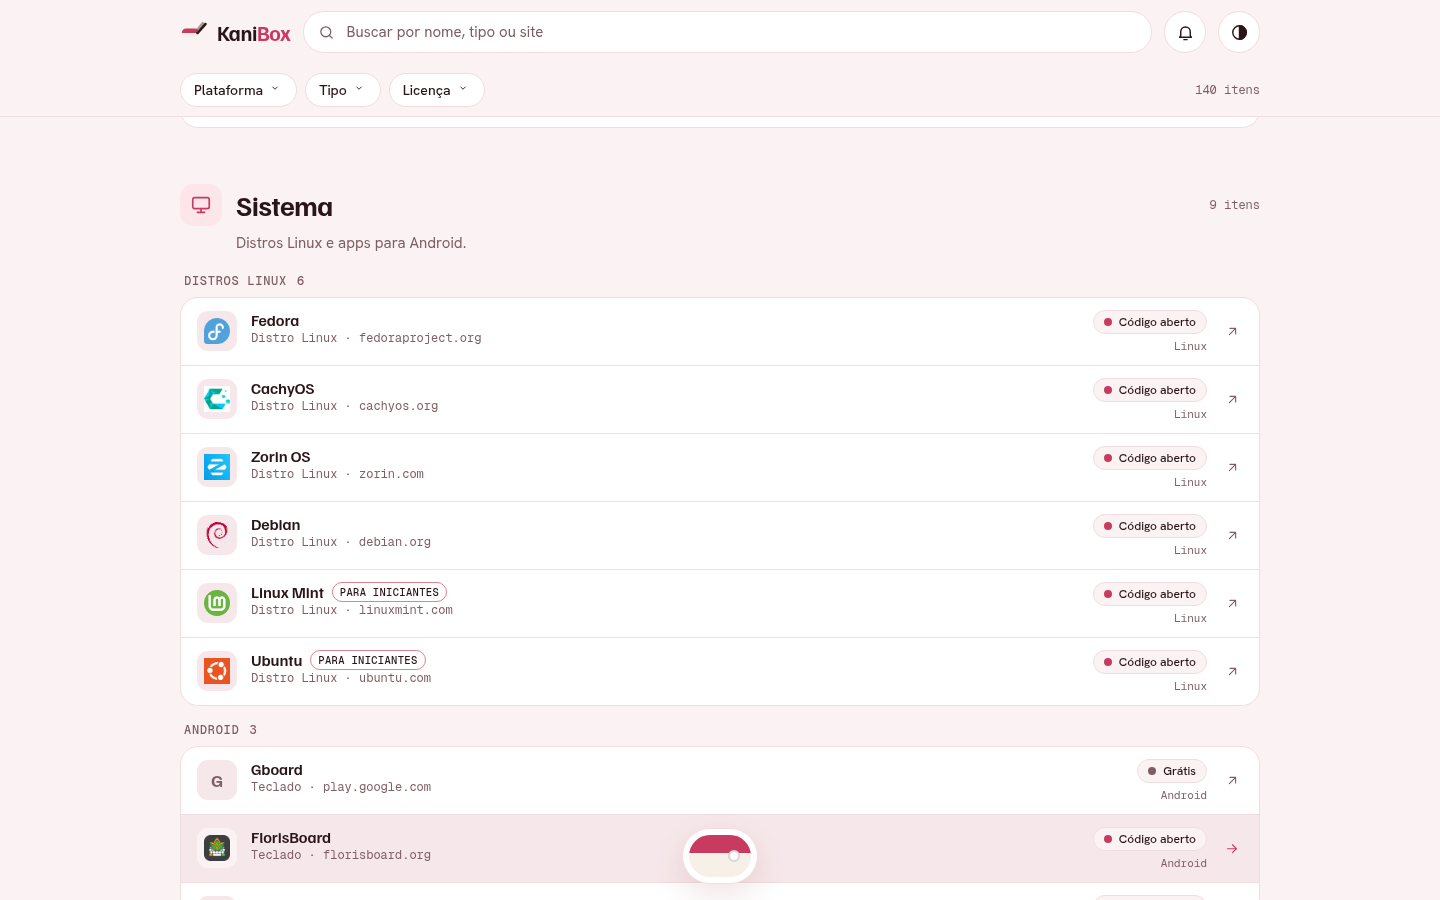 KaniBox
Buscar por nome, tipo ou site
Plataforma
Tipo
Licença
140 itens
Sistema
9 itens
Distros Linux e apps para Android.
DISTROS LINUX 6
Fedora
Distro Linux · fedoraproject.org
Código aberto
Linux
CachyOS
Distro Linux · cachyos.org
Código aberto
Linux
Zorin OS
Distro Linux · zorin.com
Código aberto
Linux
Debian
Distro Linux · debian.org
Código aberto
Linux
Linux Mint PARA INICIANTES
Distro Linux · linuxmint.com
Código aberto
Linux
Ubuntu PARA INICIANTES
Distro Linux · ubuntu.com
Código aberto
Linux
ANDROID 3
G
Gboard
Teclado · play.google.com
Grátis
Android
FlorisBoard
Teclado · florisboard.org
Código aberto
Android